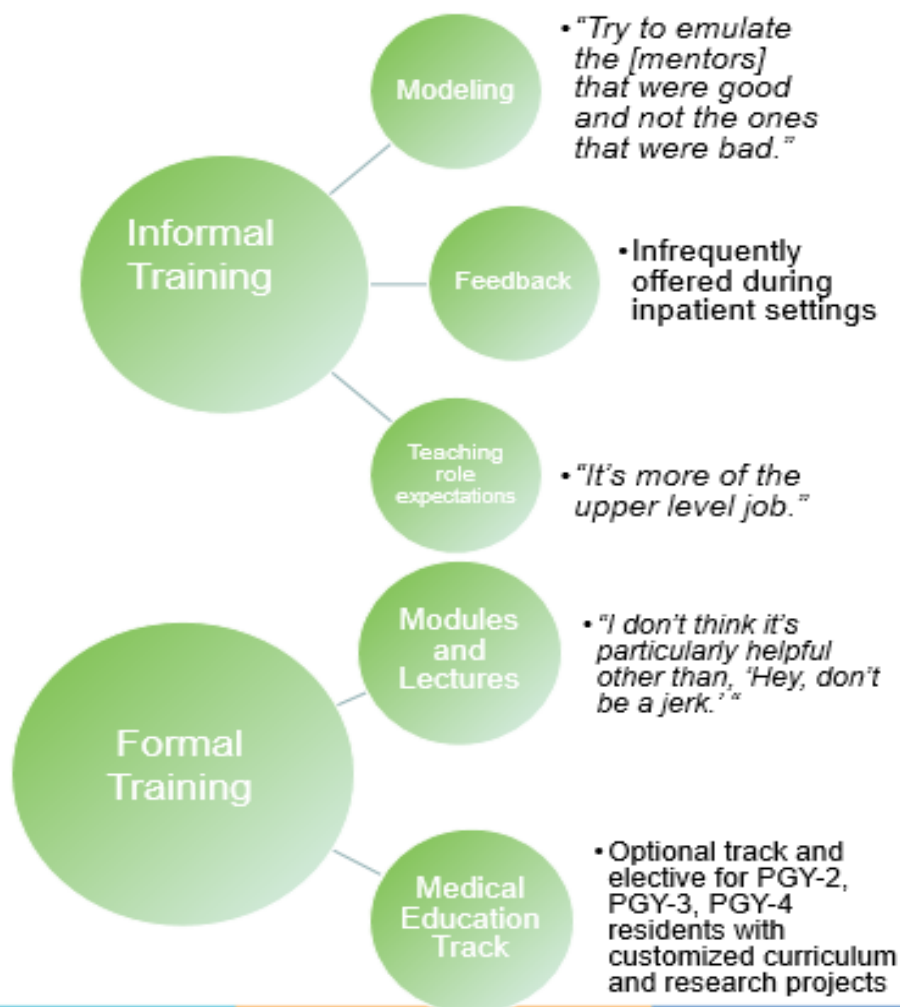 Modeling
•"Try to emulate
the [mentors]
that were good
and not the ones
that were bad."
Informal
Training
Feedback
•Infrequently
offered during
inpatient settings
Teaching
role
expectations
•"It's more of the
upper level job."
Modules
and
Lectures
•"I don't think it's
particularly helpful
other than, 'Hey, don't
be a jerk.' "
Formal
Training
Medical
Education
Track
•Optional track and
elective for PGY-2,
PGY-3, PGY-4
residents with
customized curriculum
and research projects